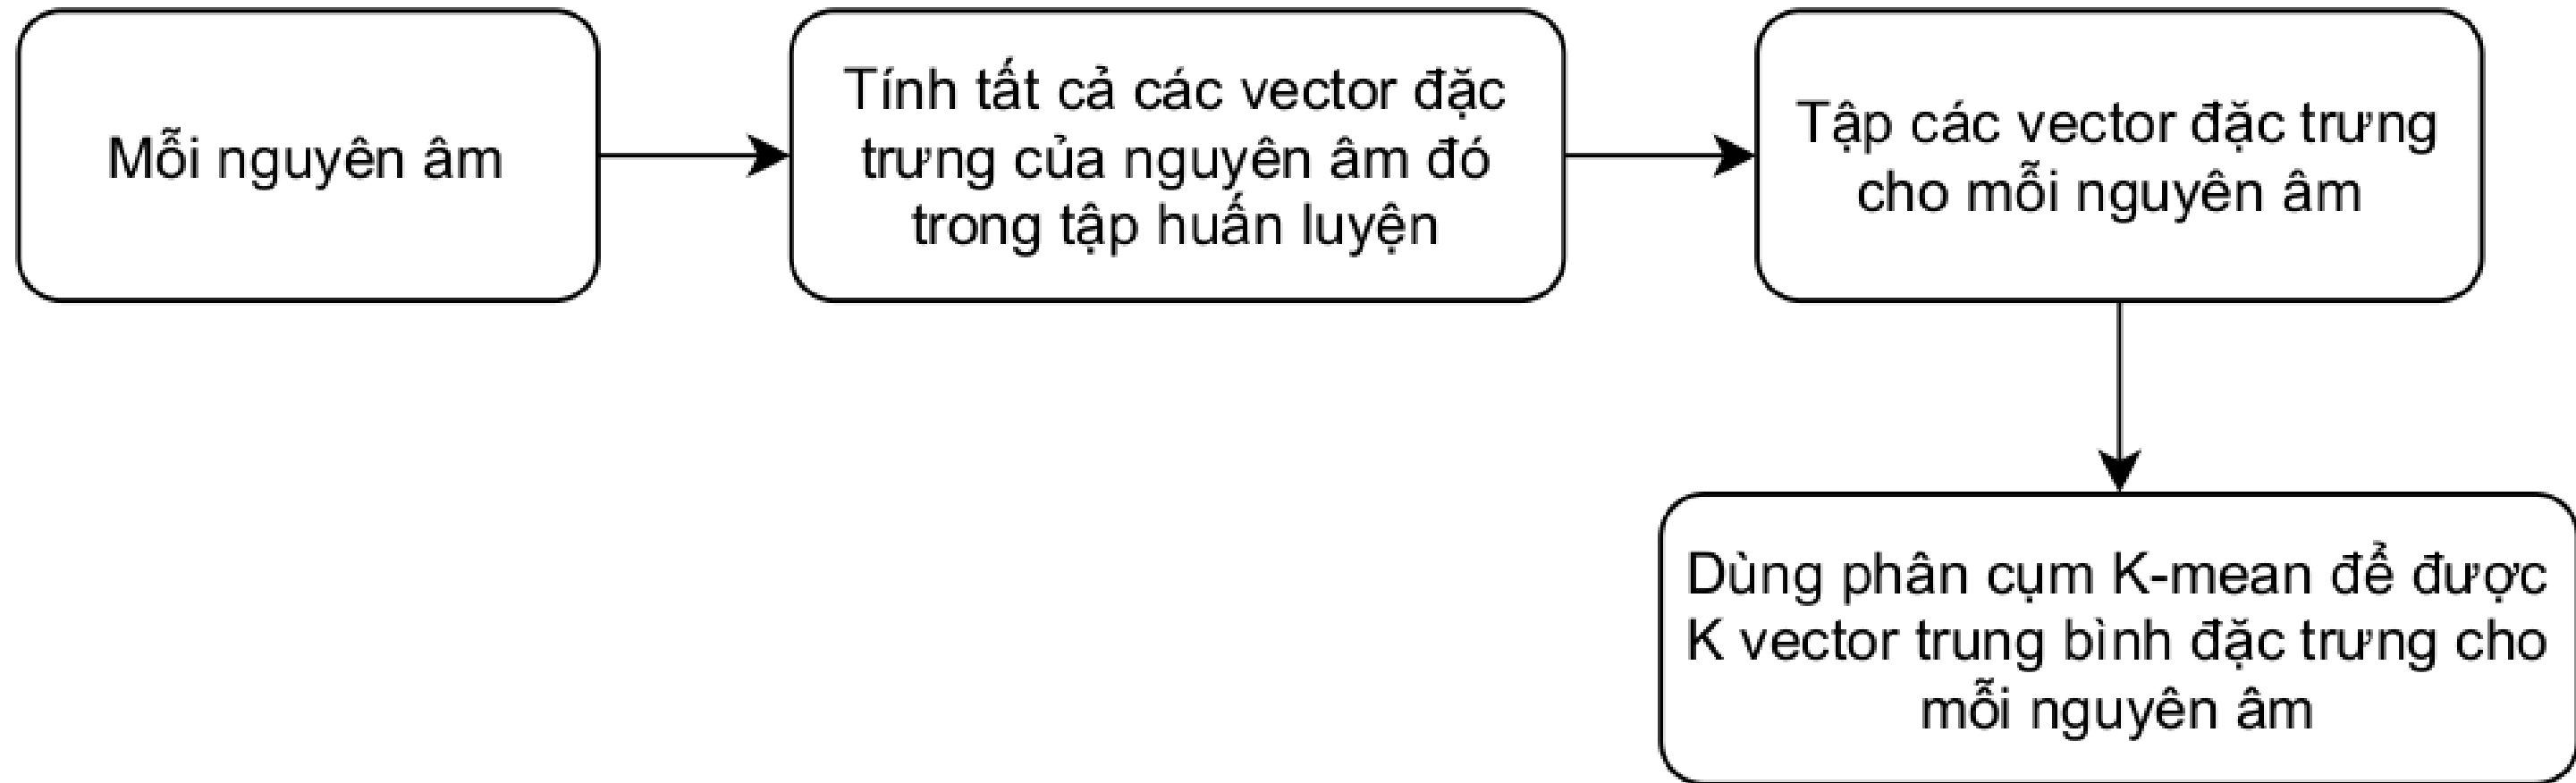 Mỗi nguyên âm
Tính tất cả các vector đặc
trưng của nguyên âm đó
trong tập huấn luyện
Tập các vector đặc trưng
cho mỗi nguyên âm
Dùng phân cụm K-mean để được
K vector trung bình đặc trưng cho
mỗi nguyên âm